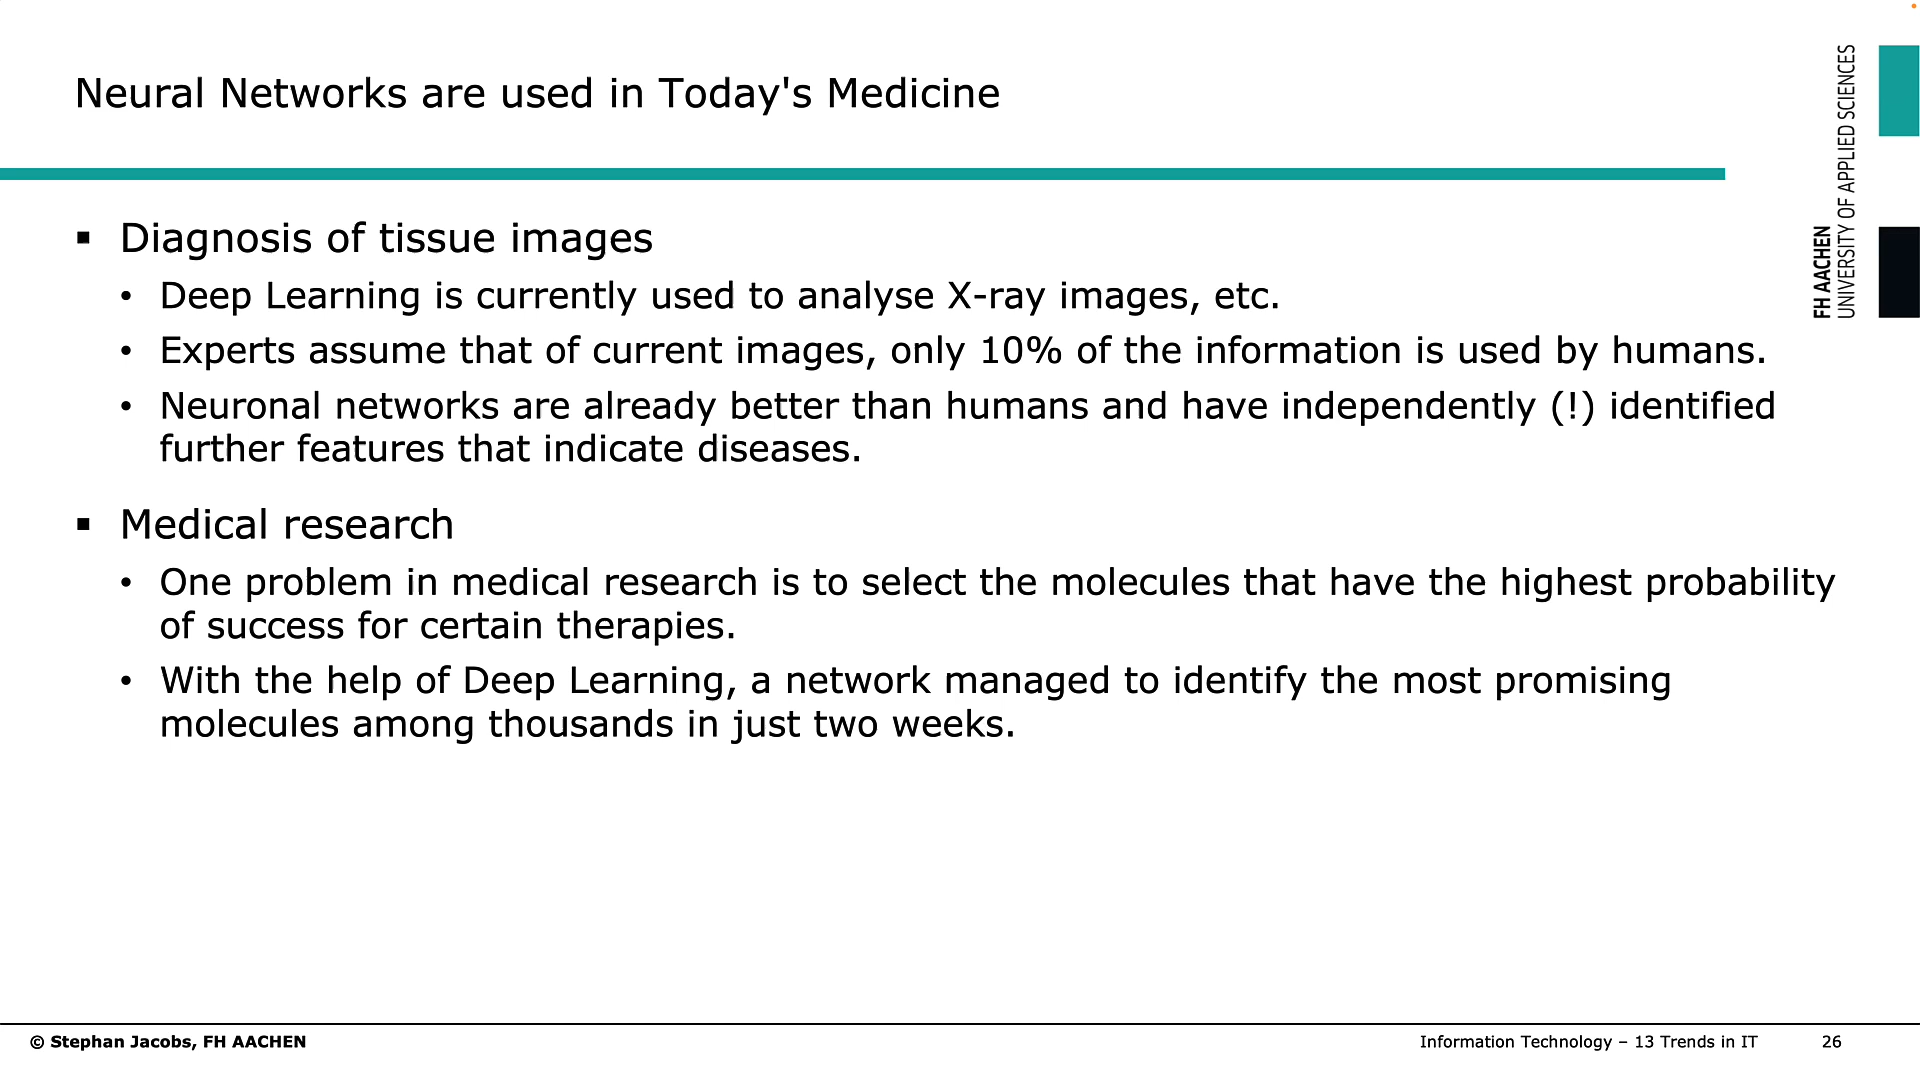 Neural Networks are used in Today's Medicine
FH AACHEN
UNIVERSITY OF APPLIED SCIENCES
▪ Diagnosis of tissue images
• Deep Learning is currently used to analyse X-ray images, etc.
• Experts assume that of current images, only 10% of the information is used by humans.
• Neuronal networks are already better than humans and have independently (!) identified
further features that indicate diseases.
▪ Medical research
• One problem in medical research is to select the molecules that have the highest probability
of success for certain therapies.
• With the help of Deep Learning, a network managed to identify the most promising
molecules among thousands in just two weeks.
© Stephan Jacobs, FH AACHEN
Information Technology – 13 Trends in IT
26